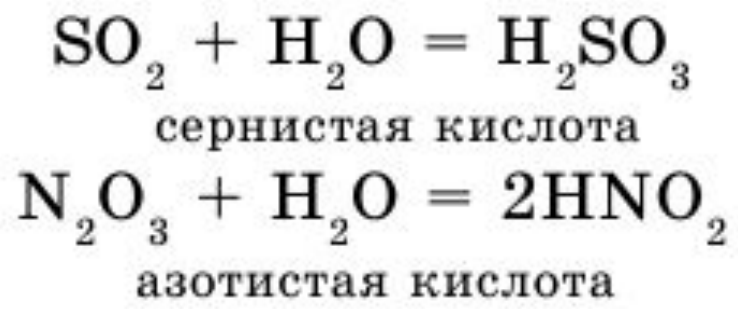 SO₂ + H₂O = H₂SO₃
сернистая кислота
N₂O₃ + H₂O = 2HNO₂
азотистая кислота